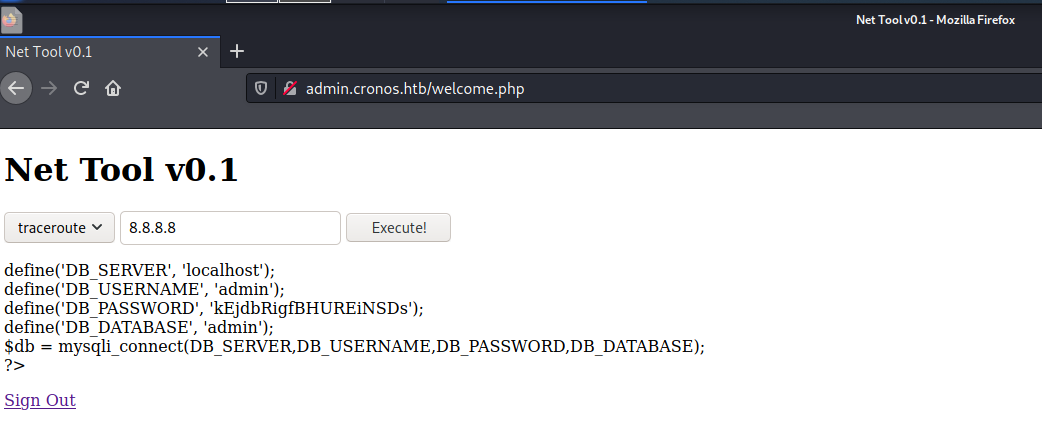 Net Tool v0.1 - Mozilla Firefox
Net Tool v0.1
admin.cronos.htb/welcome.php
Net Tool v0.1
traceroute 8.8.8.8 Execute!
define('DB_SERVER', 'localhost');
define('DB_USERNAME', 'admin');
define('DB_PASSWORD', 'kEjdbRigfBHUREiNSDs');
define('DB_DATABASE', 'admin');
$db = mysqli_connect(DB_SERVER,DB_USERNAME,DB_PASSWORD,DB_DATABASE);
?>
Sign Out